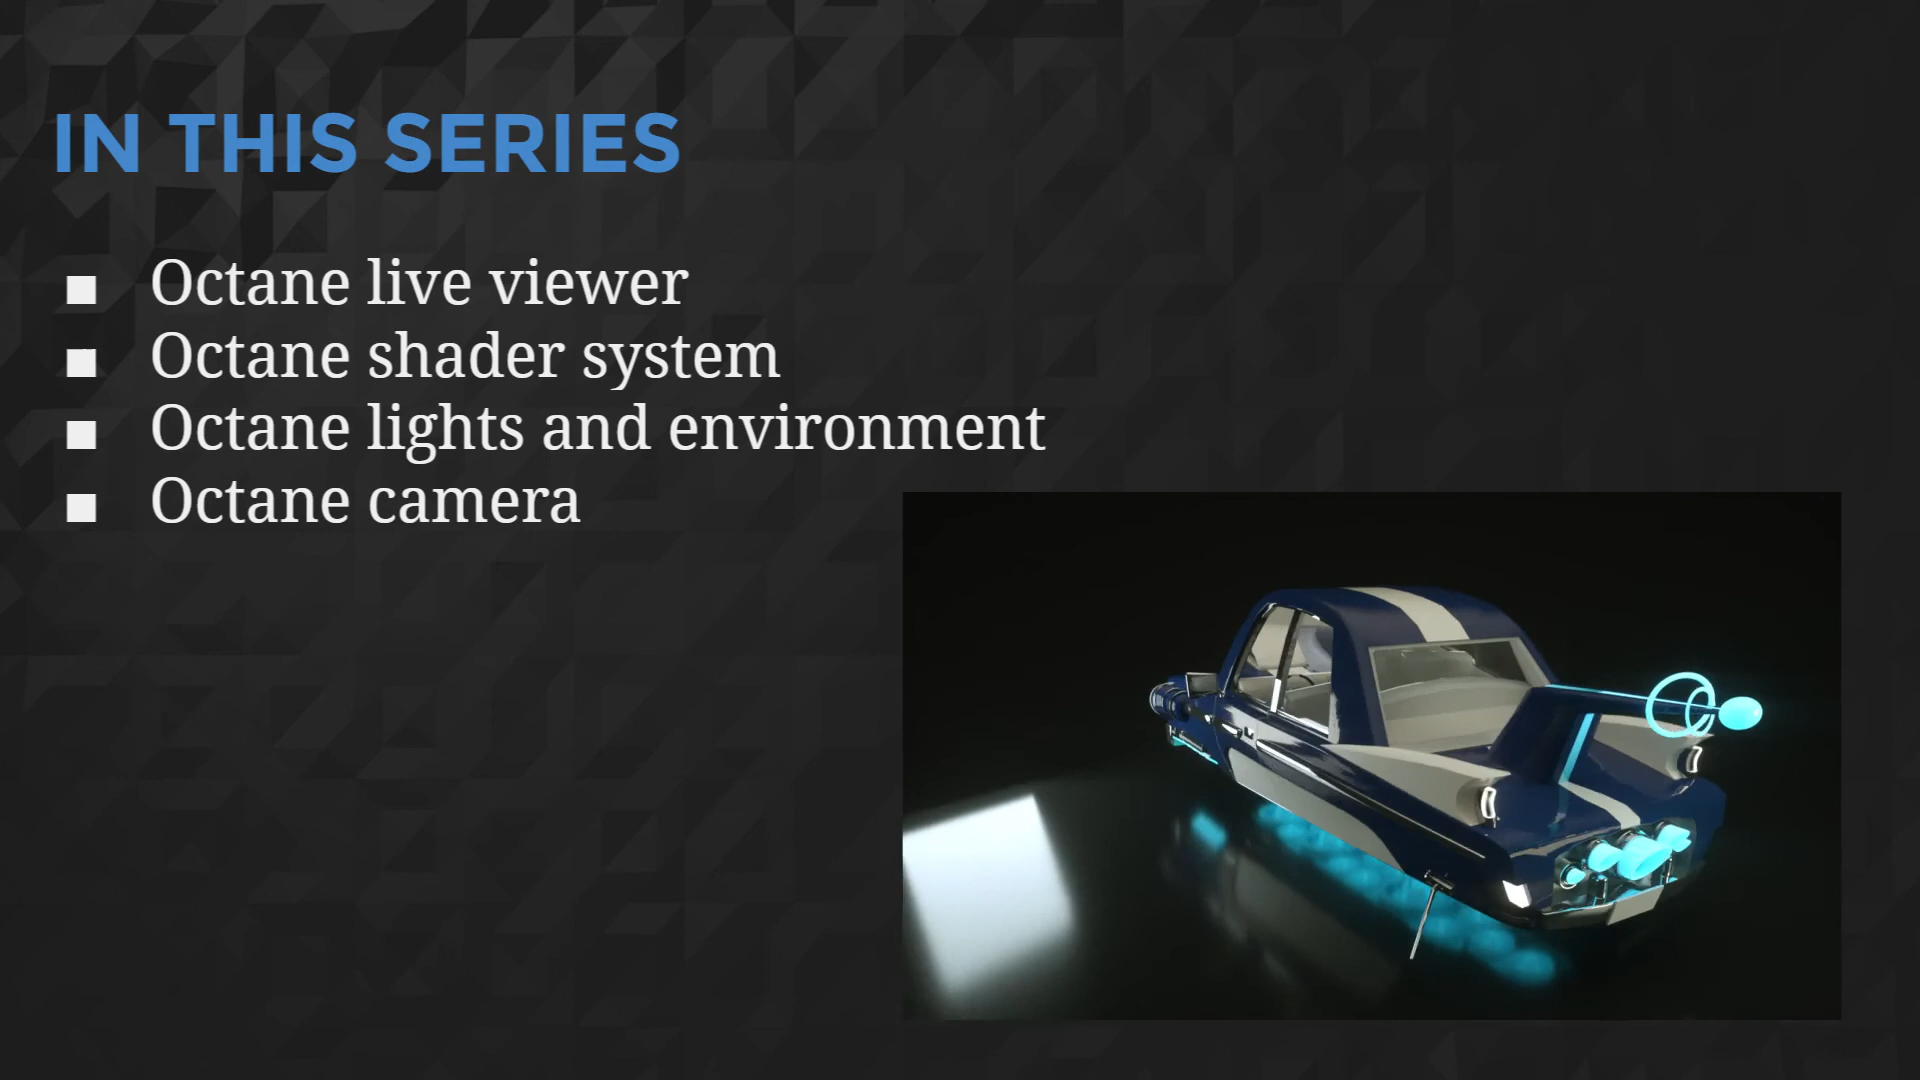 IN THIS SERIES
▪ Octane live viewer
▪ Octane shader system
▪ Octane lights and environment
▪ Octane camera